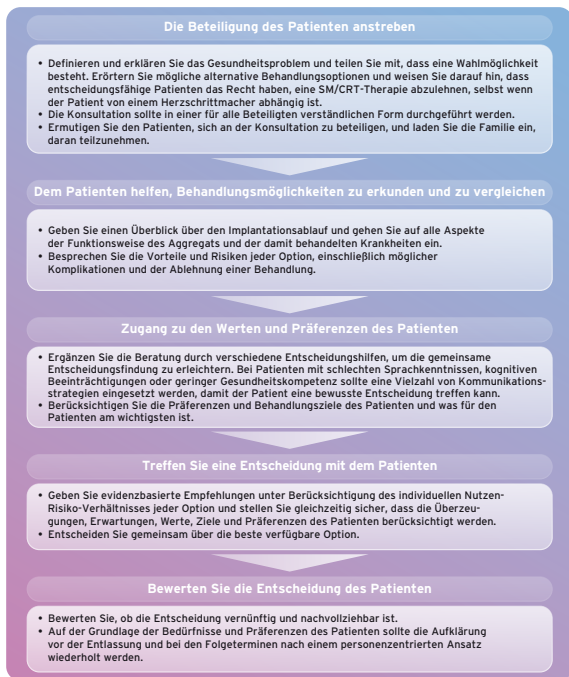 Die Beteiligung des Patienten anstreben
• Definieren und erklären Sie das Gesundheitsproblem und teilen Sie mit, dass eine Wahlmöglichkeit
besteht. Erörtern Sie mögliche alternative Behandlungsoptionen und weisen Sie darauf hin, dass
entscheidungsfähige Patienten das Recht haben, eine SM/CRT-Therapie abzulehnen, selbst wenn
der Patient von einem Herzschrittmacher abhängig ist.
• Die Konsultation sollte in einer für alle Beteiligten verständlichen Form durchgeführt werden.
• Ermutigen Sie den Patienten, sich an der Konsultation zu beteiligen, und laden Sie die Familie ein,
daran teilzunehmen.
Dem Patienten helfen, Behandlungsmöglichkeiten zu erkunden und zu vergleichen
• Geben Sie einen Überblick über den Implantationsablauf und gehen Sie auf alle Aspekte
der Funktionsweise des Aggregats und der damit behandelten Krankheiten ein.
• Besprechen Sie die Vorteile und Risiken jeder Option, einschließlich möglicher
Komplikationen und der Ablehnung einer Behandlung.
Zugang zu den Werten und Präferenzen des Patienten
• Ergänzen Sie die Beratung durch verschiedene Entscheidungshilfen, um die gemeinsame
Entscheidungsfindung zu erleichtern. Bei Patienten mit schlechten Sprachkenntnissen, kognitiven
Beeinträchtigungen oder geringer Gesundheitskompetenz sollte eine Vielzahl von Kommunikations-
strategien eingesetzt werden, damit der Patient eine bewusste Entscheidung treffen kann.
• Berücksichtigen Sie die Präferenzen und Behandlungsziele des Patienten und was für den
Patienten am wichtigsten ist.
Treffen Sie eine Entscheidung mit dem Patienten
• Geben Sie evidenzbasierte Empfehlungen unter Berücksichtigung des individuellen Nutzen-
Risiko-Verhältnisses jeder Option und stellen Sie gleichzeitig sicher, dass die Überzeu-
gungen, Erwartungen, Werte, Ziele und Präferenzen des Patienten berücksichtigt werden.
• Entscheiden Sie gemeinsam über die beste verfügbare Option.
Bewerten Sie die Entscheidung des Patienten
• Bewerten Sie, ob die Entscheidung vernünftig und nachvollziehbar ist.
• Auf der Grundlage der Bedürfnisse und Präferenzen des Patienten sollte die Aufklärung
vor der Entlassung und bei den Folgeterminen nach einem personenzentrierten Ansatz
wiederholt werden.